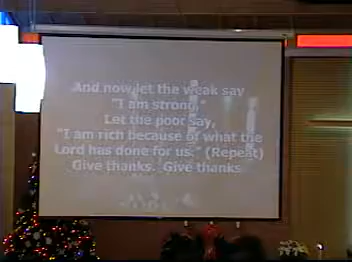 And now let the weak say
"I am strong,"
Let the poor say,
"I am rich because of what the
Lord has done for us." (Repeat)
Give thanks. Give thanks